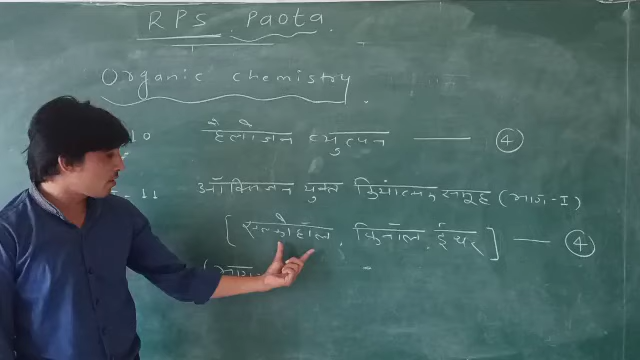 RPS Paota
Organic chemistry
10 हैलोजन व्युत्पन — ④
- 11 ऑक्सिजन युक्त क्रियात्मक समूह (भाग-I)
[एल्कोहॉल, फिनॉल, ईथर] — ④
(भाग-